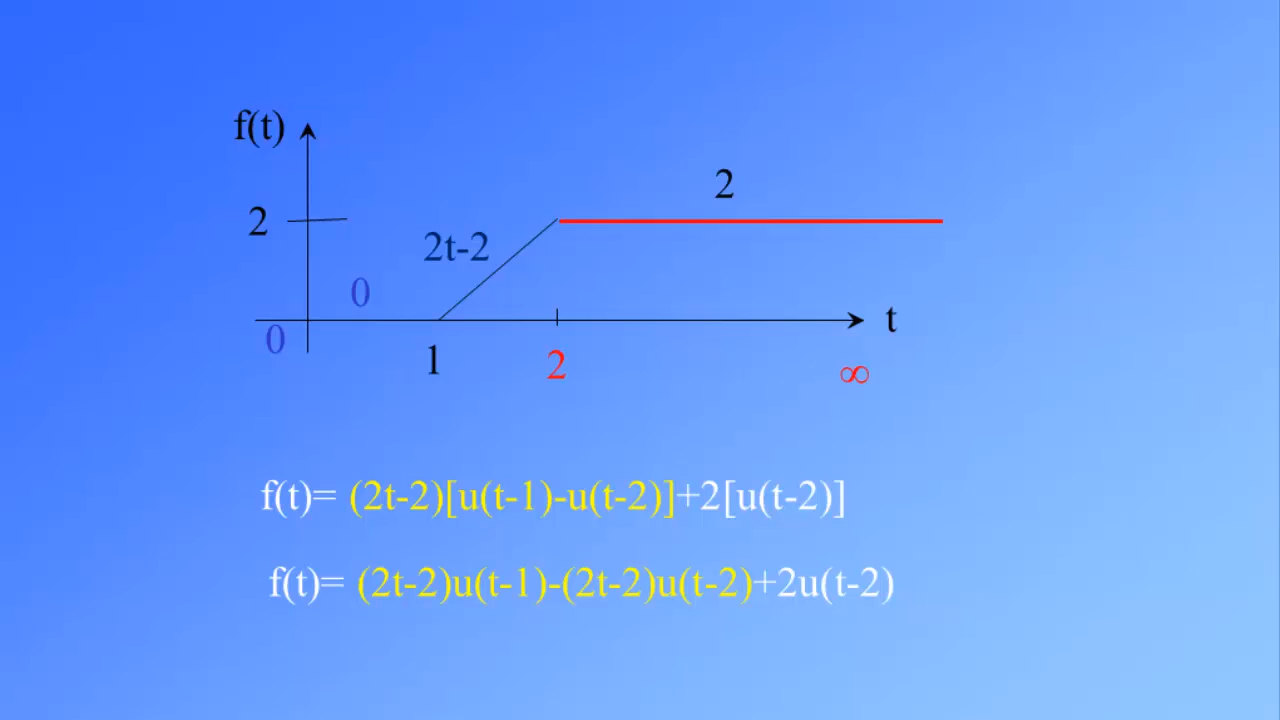 f(t)
2
2
2t-2
0
t
0
1
2
∞
f(t)= (2t-2)[u(t-1)-u(t-2)]+2[u(t-2)]
f(t)= (2t-2)u(t-1)-(2t-2)u(t-2)+2u(t-2)